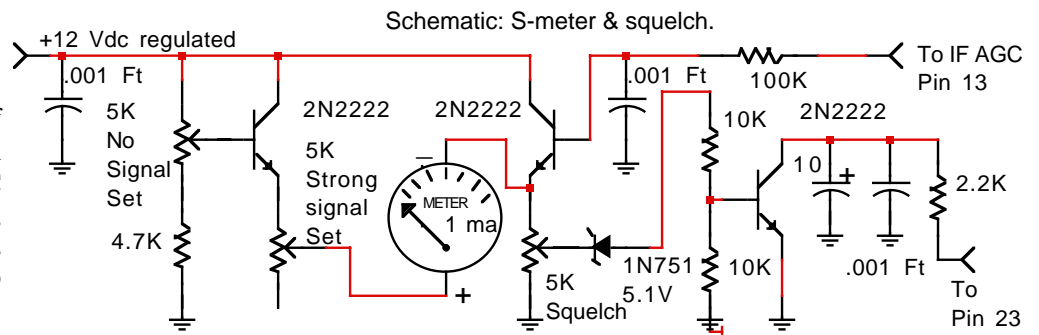 Schematic: S-meter & squelch.
+12 Vdc regulated
.001 Ft
5K
No
Signal
Set
4.7K
2N2222
5K
Strong
signal
Set
2N2222
METER
1 ma
+
5K
Squelch
.001 Ft
100K
To IF AGC
Pin 13
10K
2N2222
10
+
1N751
5.1V
10K
.001 Ft
2.2K
To
Pin 23